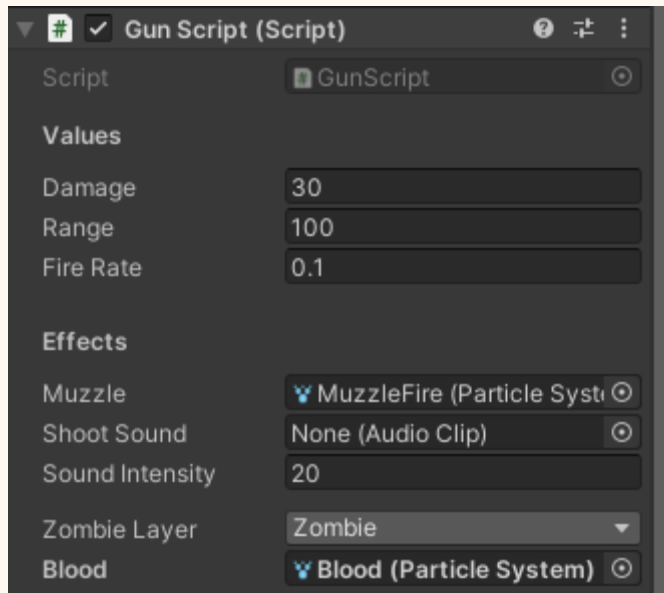 Gun Script (Script)
Script GunScript
Values
Damage 30
Range 100
Fire Rate 0.1
Effects
Muzzle MuzzleFire (Particle Syst
Shoot Sound None (Audio Clip)
Sound Intensity 20
Zombie Layer Zombie
Blood Blood (Particle System)